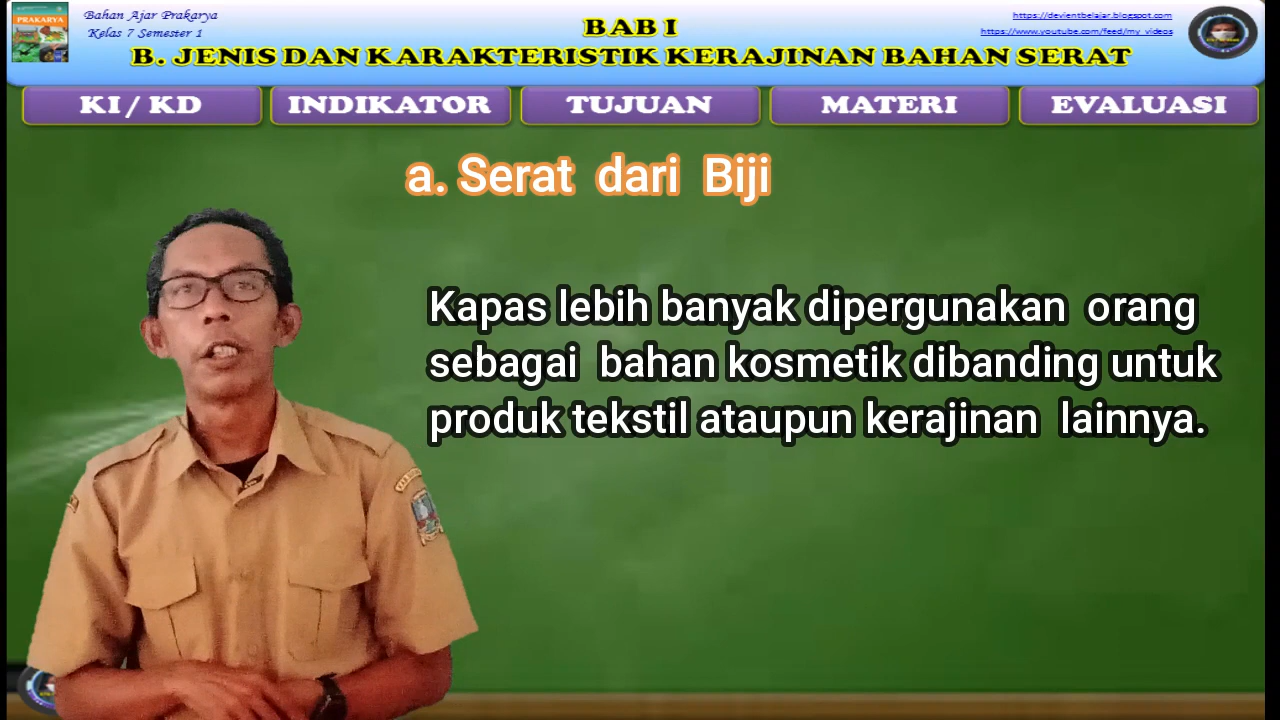 PRAKARYA
Bahan Ajar Prakarya
Kelas 7 Semester 1
BAB I
B. JENIS DAN KARAKTERISTIK KERAJINAN BAHAN SERAT
https://devientbelajar.blogspot.com
https://www.youtube.com/feed/my_videos
KI / KD
INDIKATOR
TUJUAN
MATERI
EVALUASI
a. Serat dari Biji
Kapas lebih banyak dipergunakan orang
sebagai bahan kosmetik dibanding untuk
produk tekstil ataupun kerajinan lainnya.